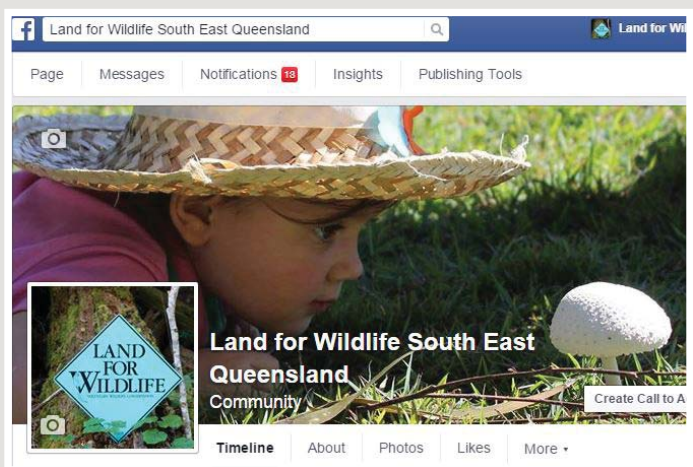 f Land for Wildlife South East Queensland Land for Wil
Page Messages Notifications 18 Insights Publishing Tools
LAND
FOR
WILDLIFE
Land for Wildlife South East
Queensland
Community
Create Call to A
Timeline About Photos Likes More